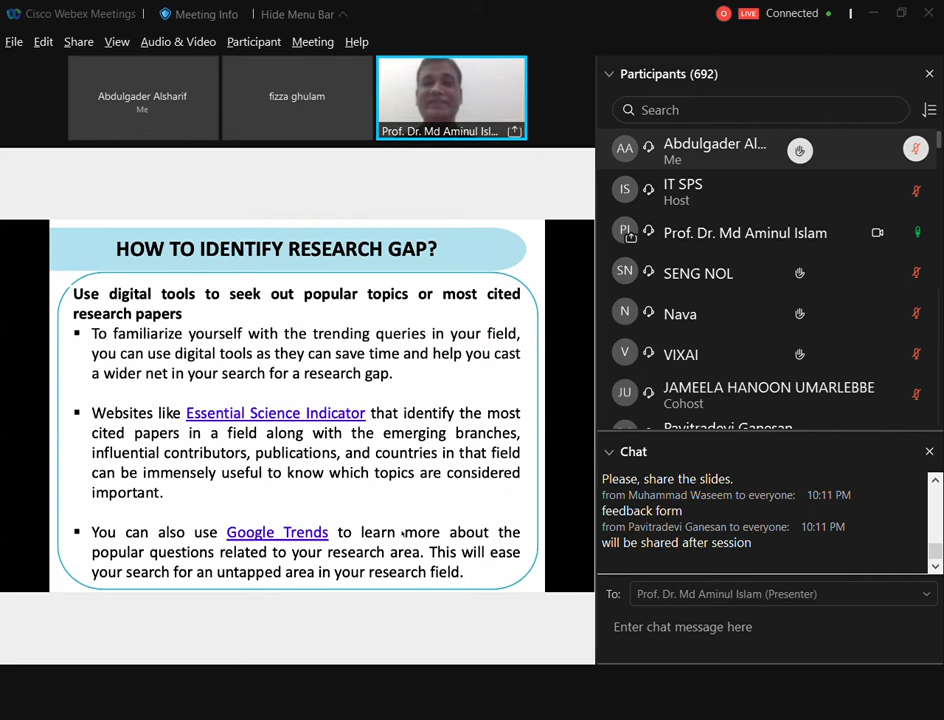 Cisco Webex Meetings
Meeting Info
Hide Menu Bar
LIVE
Connected
File Edit Share View Audio & Video Participant Meeting Help
Abdulgader Alsharif
Me
fizza ghulam
Prof. Dr. Md Aminul Isl...
HOW TO IDENTIFY RESEARCH GAP?
Use digital tools to seek out popular topics or most cited
research papers
To familiarize yourself with the trending queries in your field,
you can use digital tools as they can save time and help you cast
a wider net in your search for a research gap.
Websites like Essential Science Indicator that identify the most
cited papers in a field along with the emerging branches,
influential contributors, publications, and countries in that field
can be immensely useful to know which topics are considered
important.
You can also use Google Trends to learn more about the
popular questions related to your research area. This will ease
your search for an untapped area in your research field.
Participants (692)
Search
AA Abdulgader Al...
Me
IS IT SPS
Host
PI Prof. Dr. Md Aminul Islam
SN SENG NOL
N Nava
V VIXAI
JU JAMEELA HANOON UMARLEBBE
Cohost
Pavitradevi Ganesan
Chat
Please, share the slides.
from Muhammad Waseem to everyone: 10:11 PM
feedback form
from Pavitradevi Ganesan to everyone: 10:11 PM
will be shared after session
To: Prof. Dr. Md Aminul Islam (Presenter)
Enter chat message here